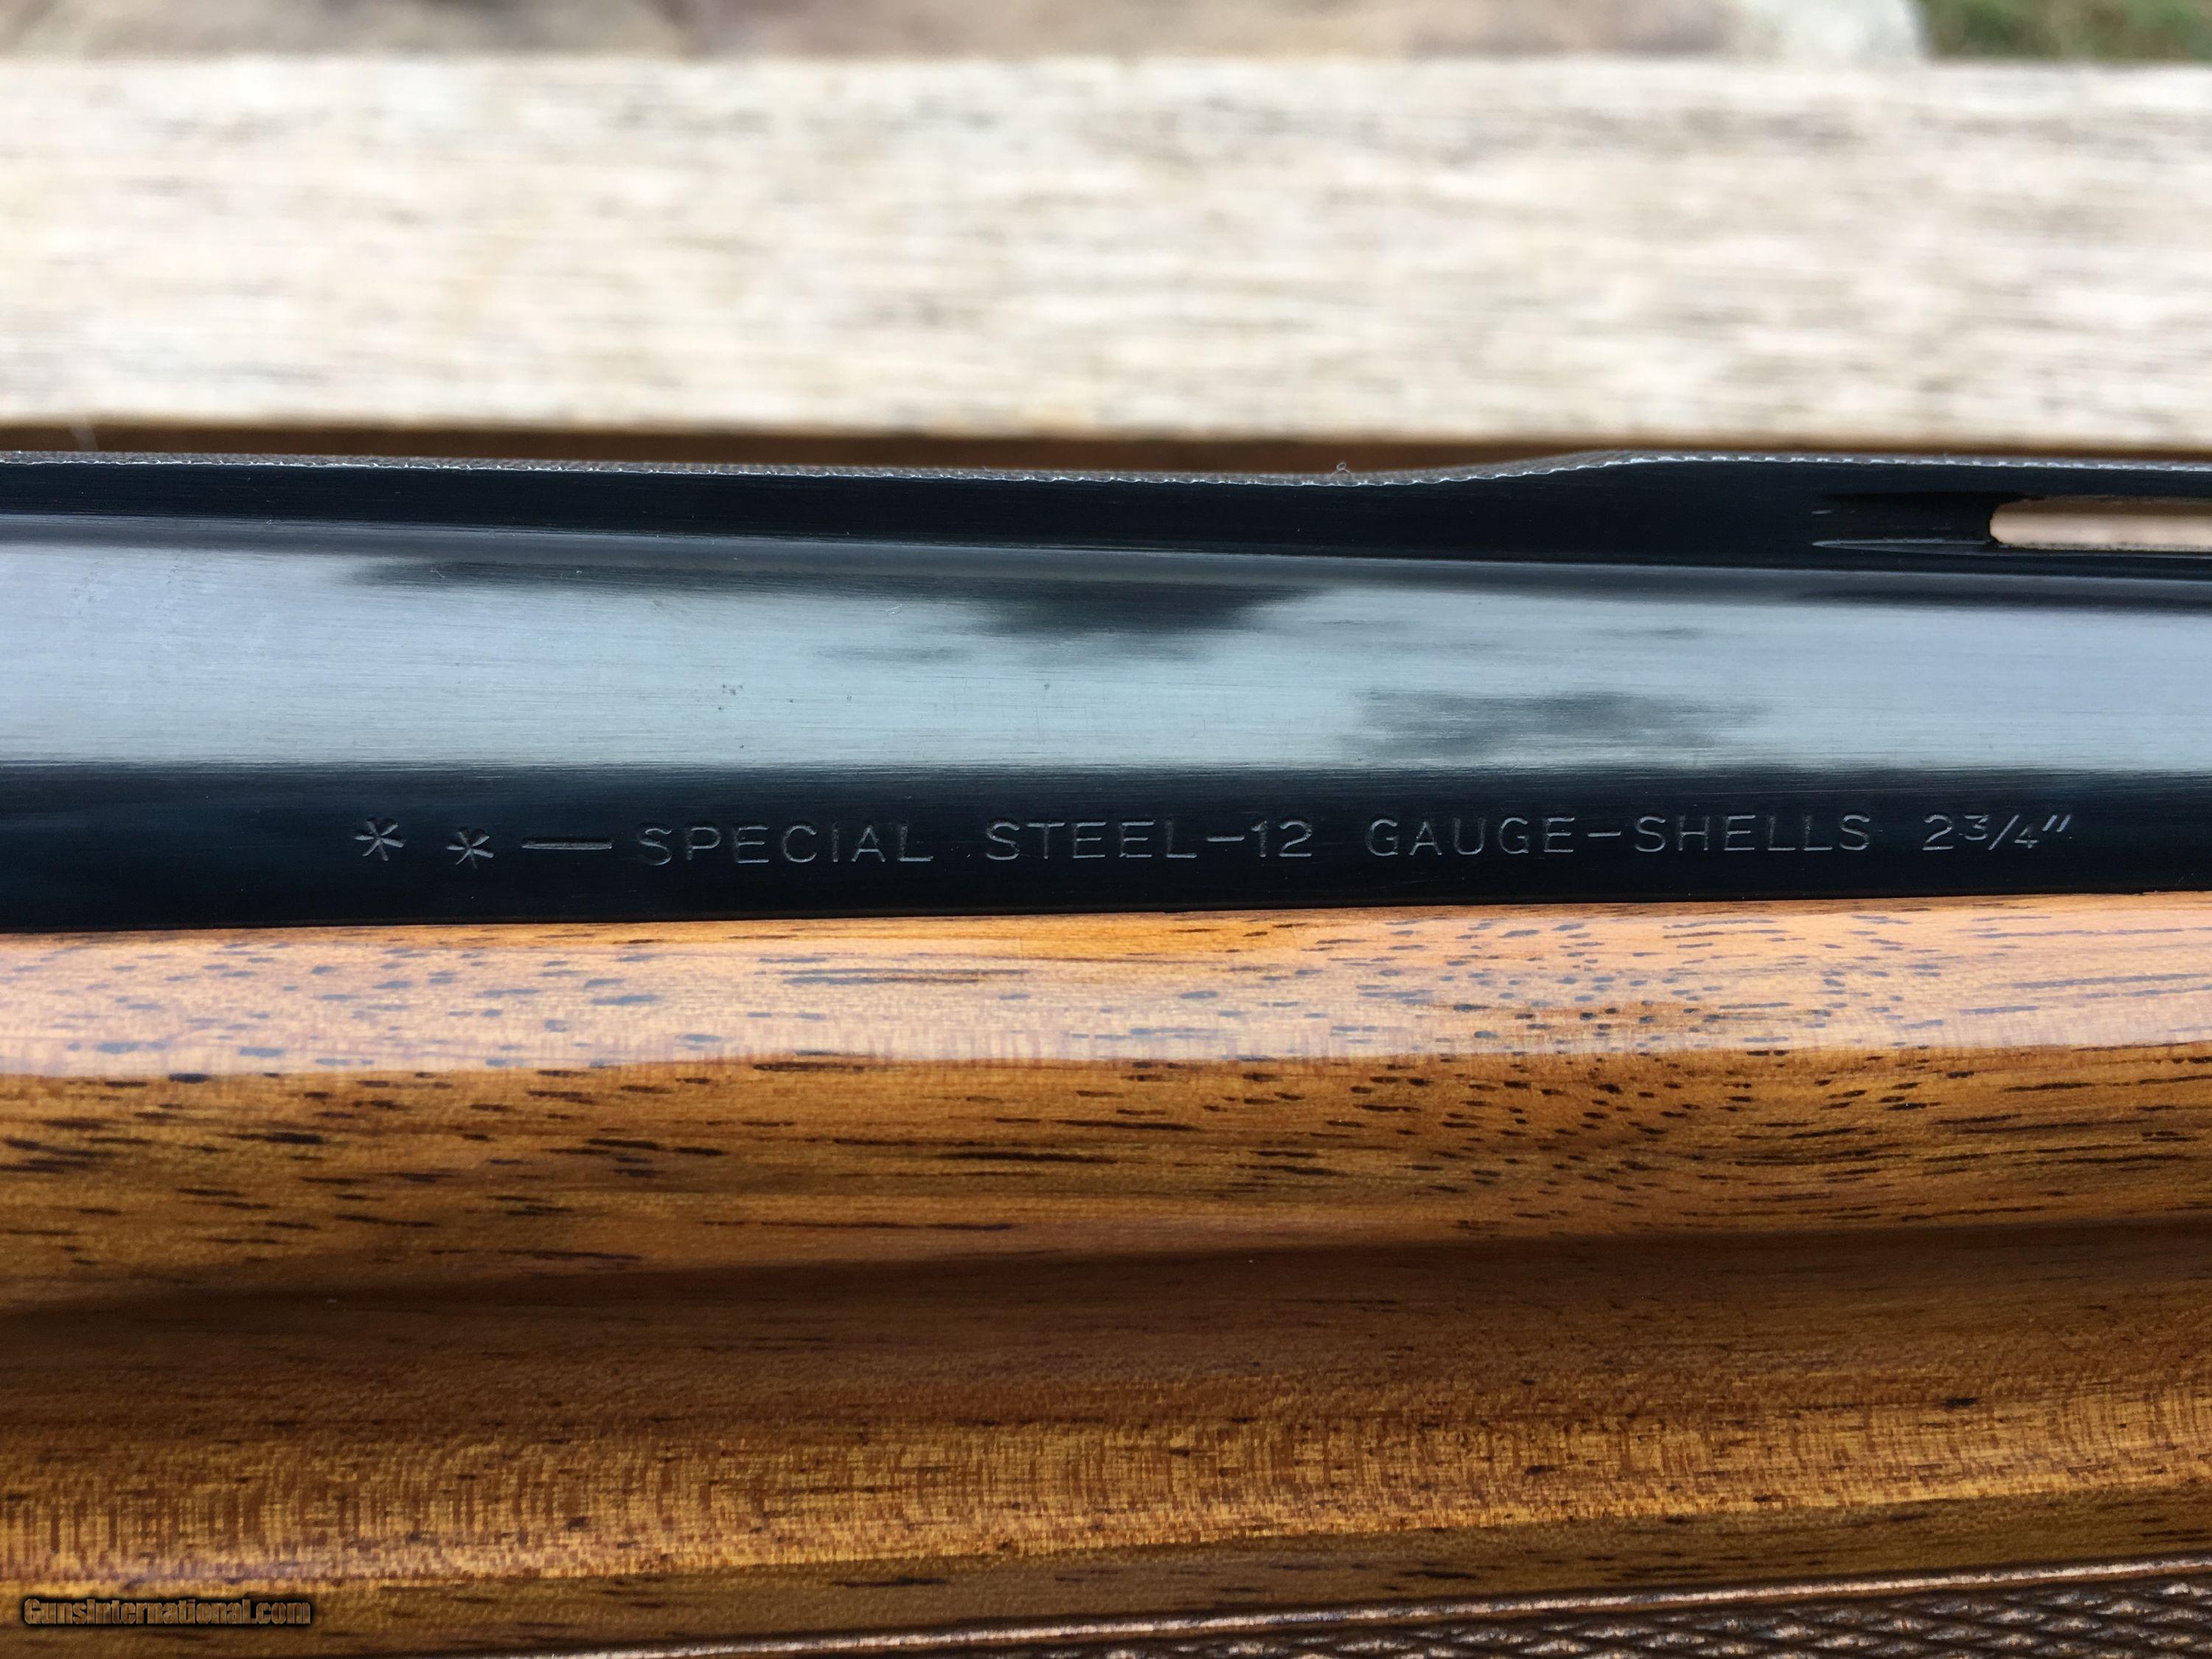 * *—SPECIAL STEEL-12 GAUGE-SHELLS 2¾"
GunsInternational.com